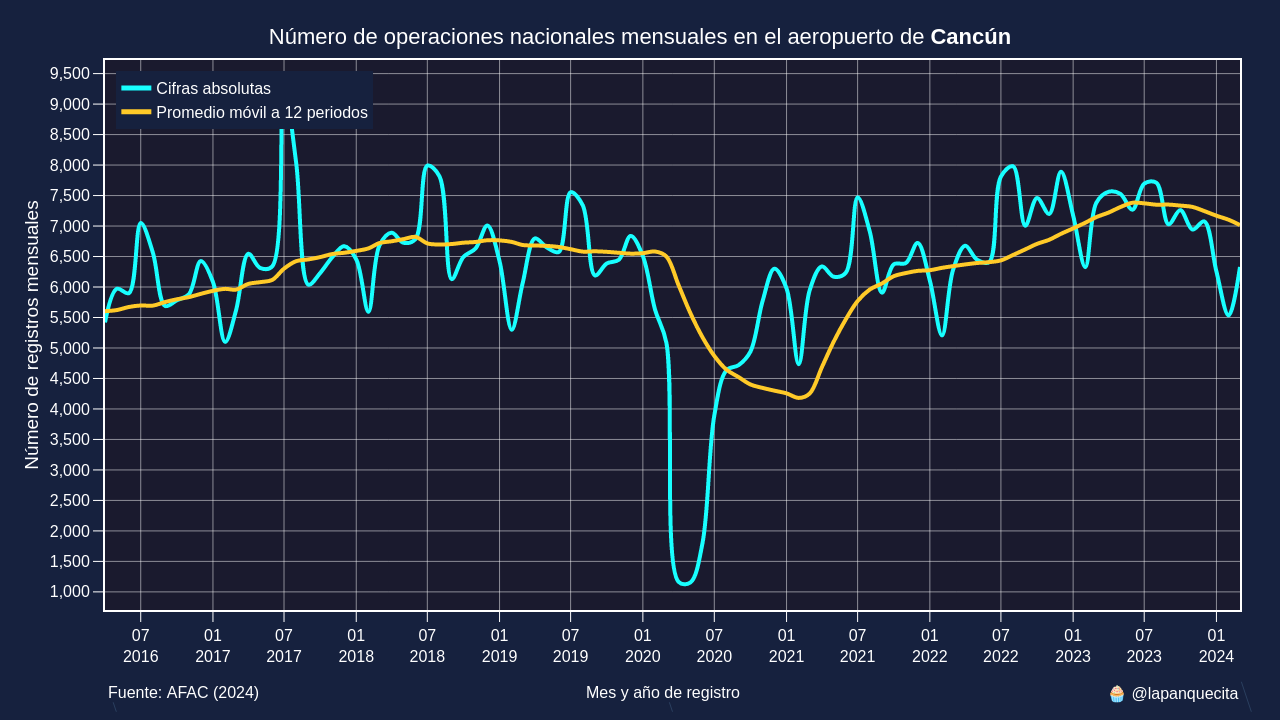 Número de operaciones nacionales mensuales en el aeropuerto de Cancún
Cifras absolutas
Promedio móvil a 12 periodos
Número de registros mensuales
9,500
9,000
8,500
8,000
7,500
7,000
6,500
6,000
5,500
5,000
4,500
4,000
3,500
3,000
2,500
2,000
1,500
1,000
07 01 07 01 07 01 07 01 07 01 07 01 07 01 07 01
2016 2017 2017 2018 2018 2019 2019 2020 2020 2021 2021 2022 2022 2023 2023 2024
Fuente: AFAC (2024) Mes y año de registro 🧁 @lapanquecita